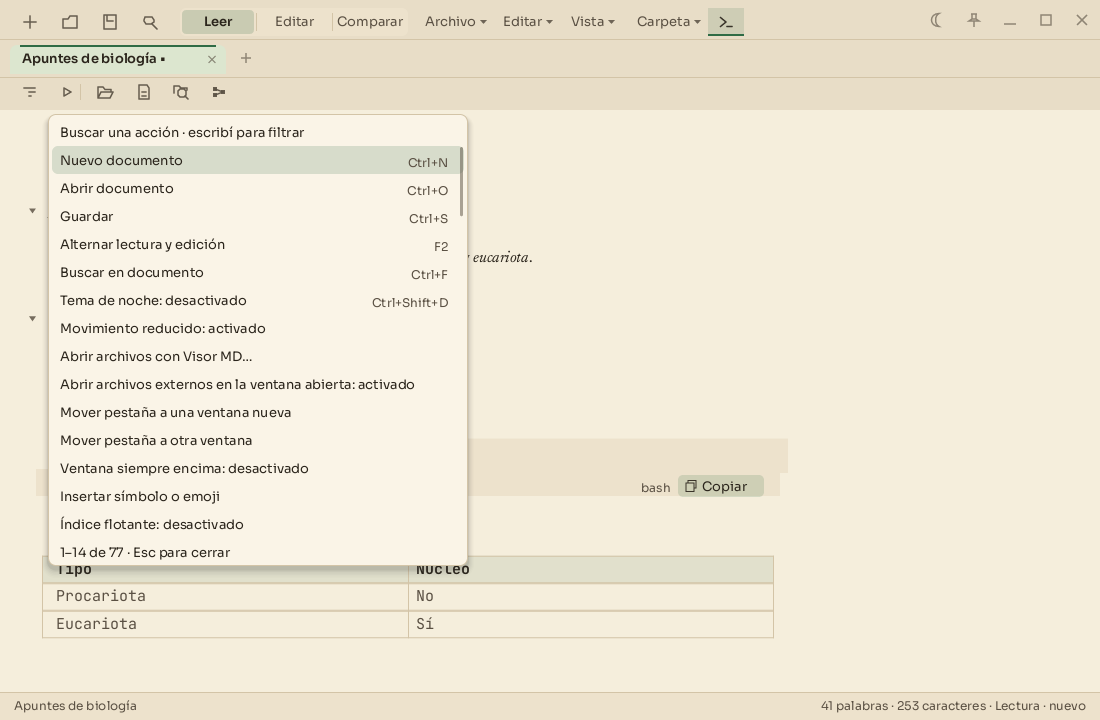 Leer Editar Comparar Archivo Editar Vista Carpeta
Apuntes de biología •
Buscar una acción · escribí para filtrar
Nuevo documento Ctrl+N
Abrir documento Ctrl+O
Guardar Ctrl+S
Alternar lectura y edición F2
y eucariota.
Buscar en documento Ctrl+F
Tema de noche: desactivado Ctrl+Shift+D
Movimiento reducido: activado
Abrir archivos con Visor MD...
Abrir archivos externos en la ventana abierta: activado
Mover pestaña a una ventana nueva
Mover pestaña a otra ventana
Ventana siempre encima: desactivado
bash Copiar
Insertar símbolo o emoji
Índice flotante: desactivado
1–14 de 77 · Esc para cerrar
Tipo Núcleo
Procariota No
Eucariota Sí
Apuntes de biología 41 palabras · 253 caracteres · Lectura · nuevo